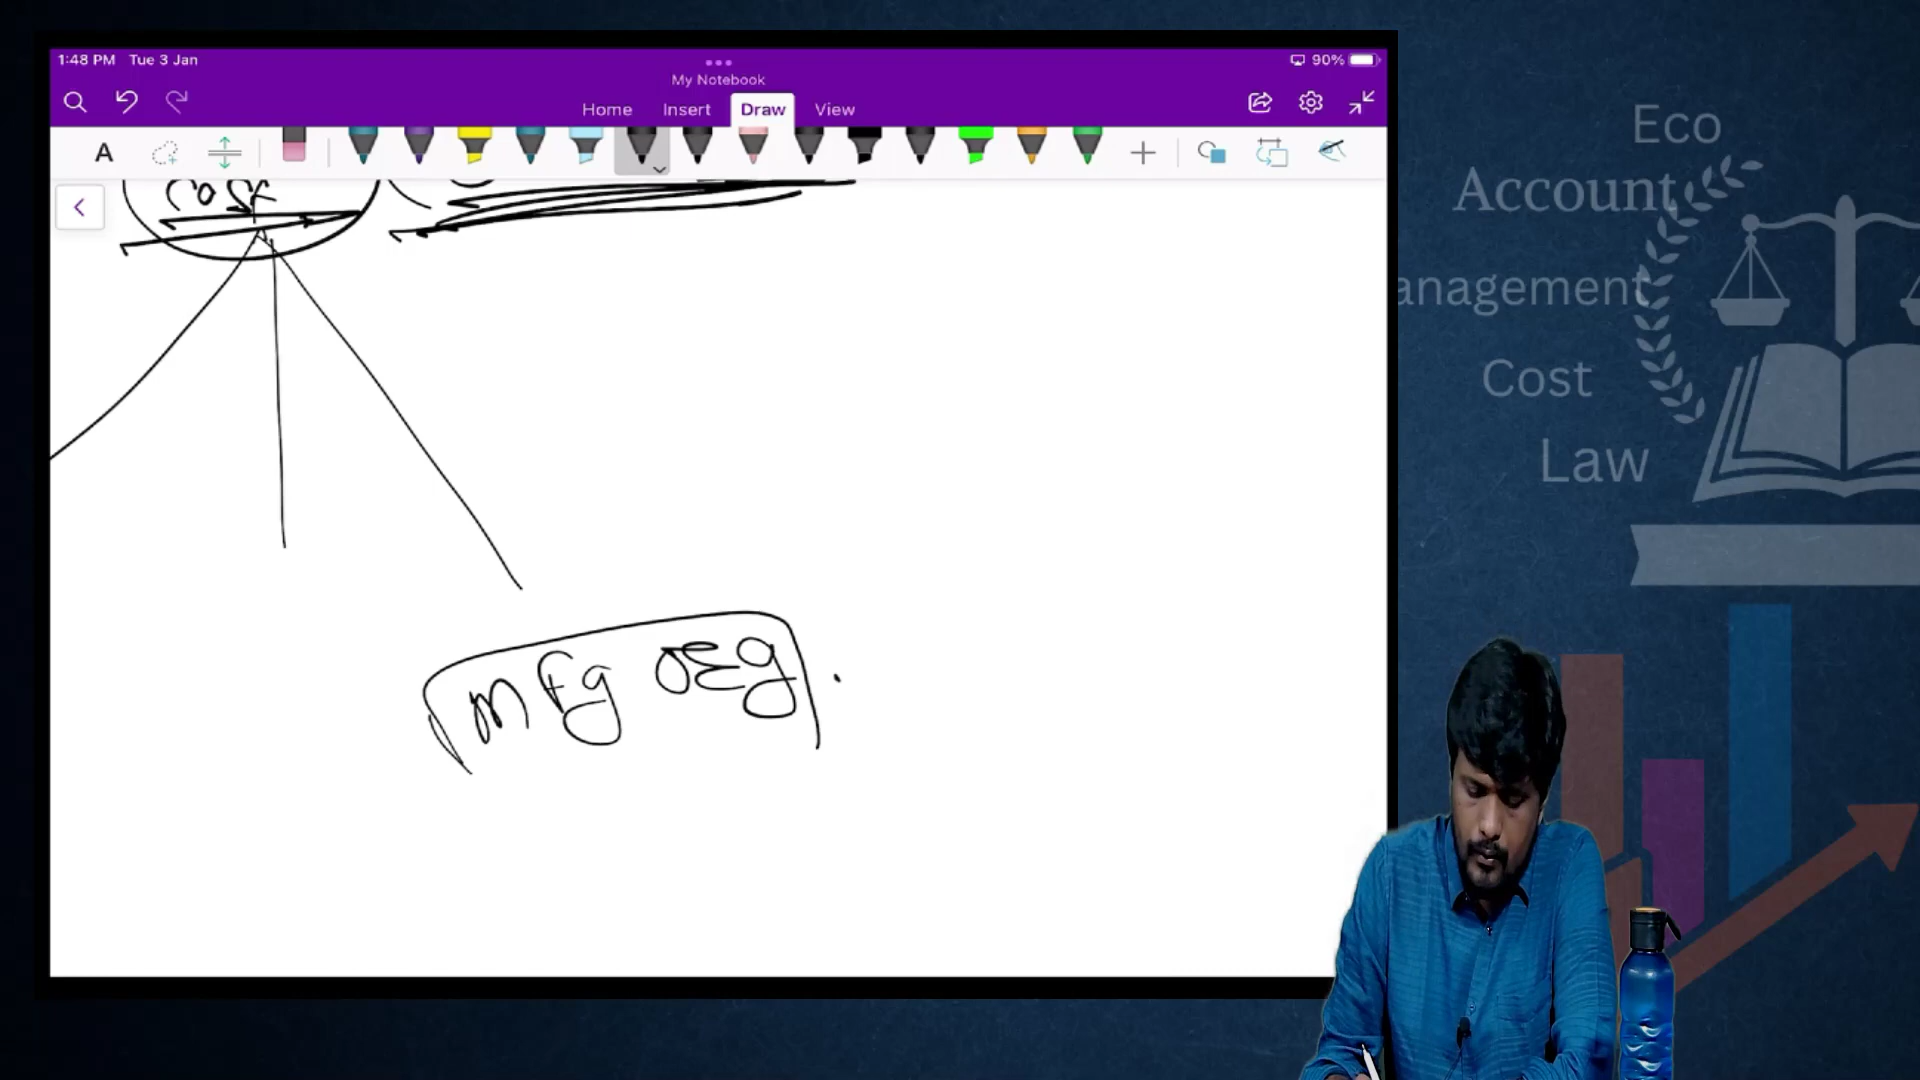 1:48 PM Tue 3 Jan
90%
My Notebook
Home Insert Draw View
A
Cost
mfg
Eco
Account
anagement
Cost
Law